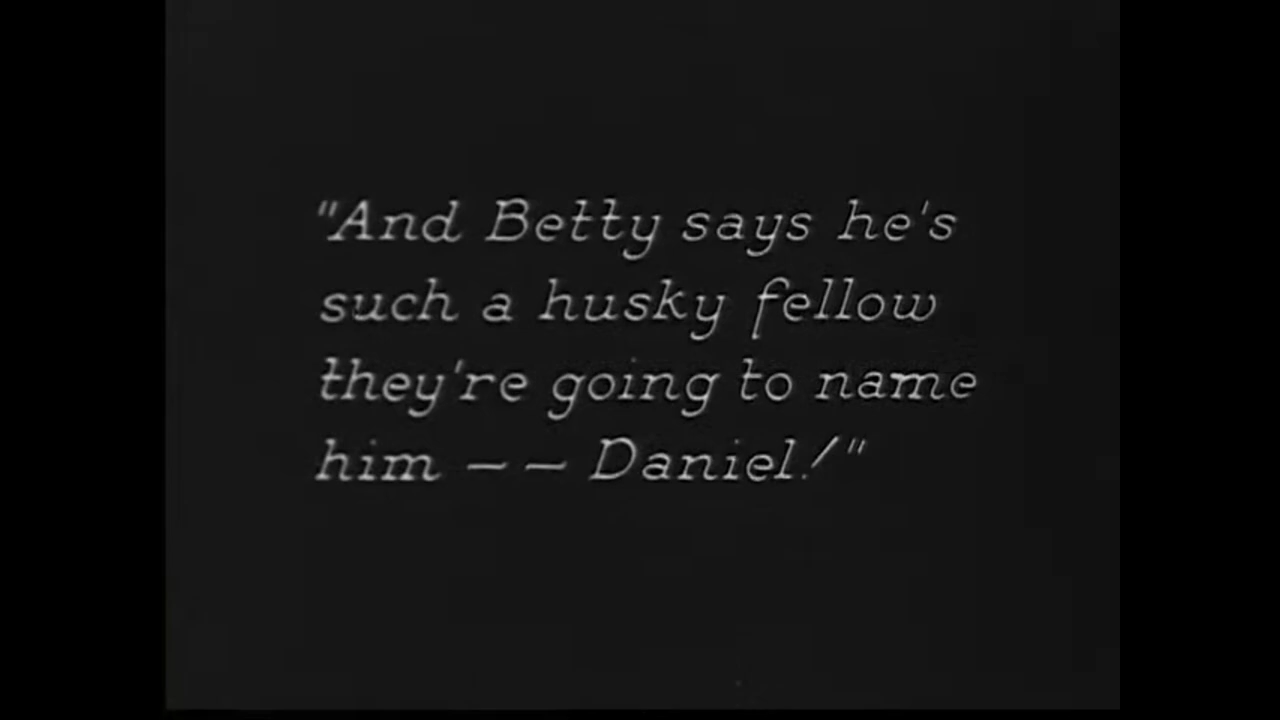 "And Betty says he's
such a husky fellow
they're going to name
him -- Daniel!"